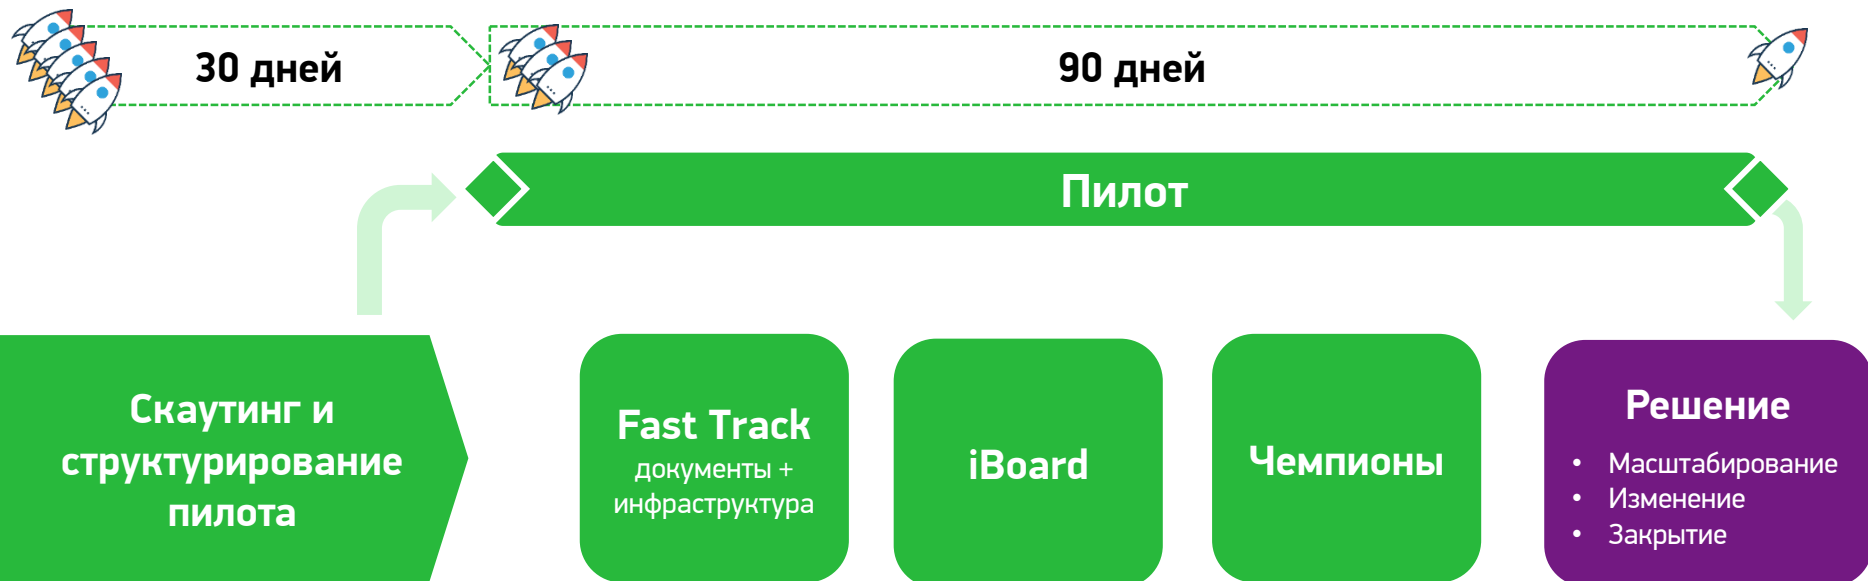 30 дней
90 дней
Пилот
Скаутинг и
структурирование
пилота
Fast Track
документы +
инфраструктура
iBoard
Чемпионы
Решение
• Масштабирование
• Изменение
• Закрытие